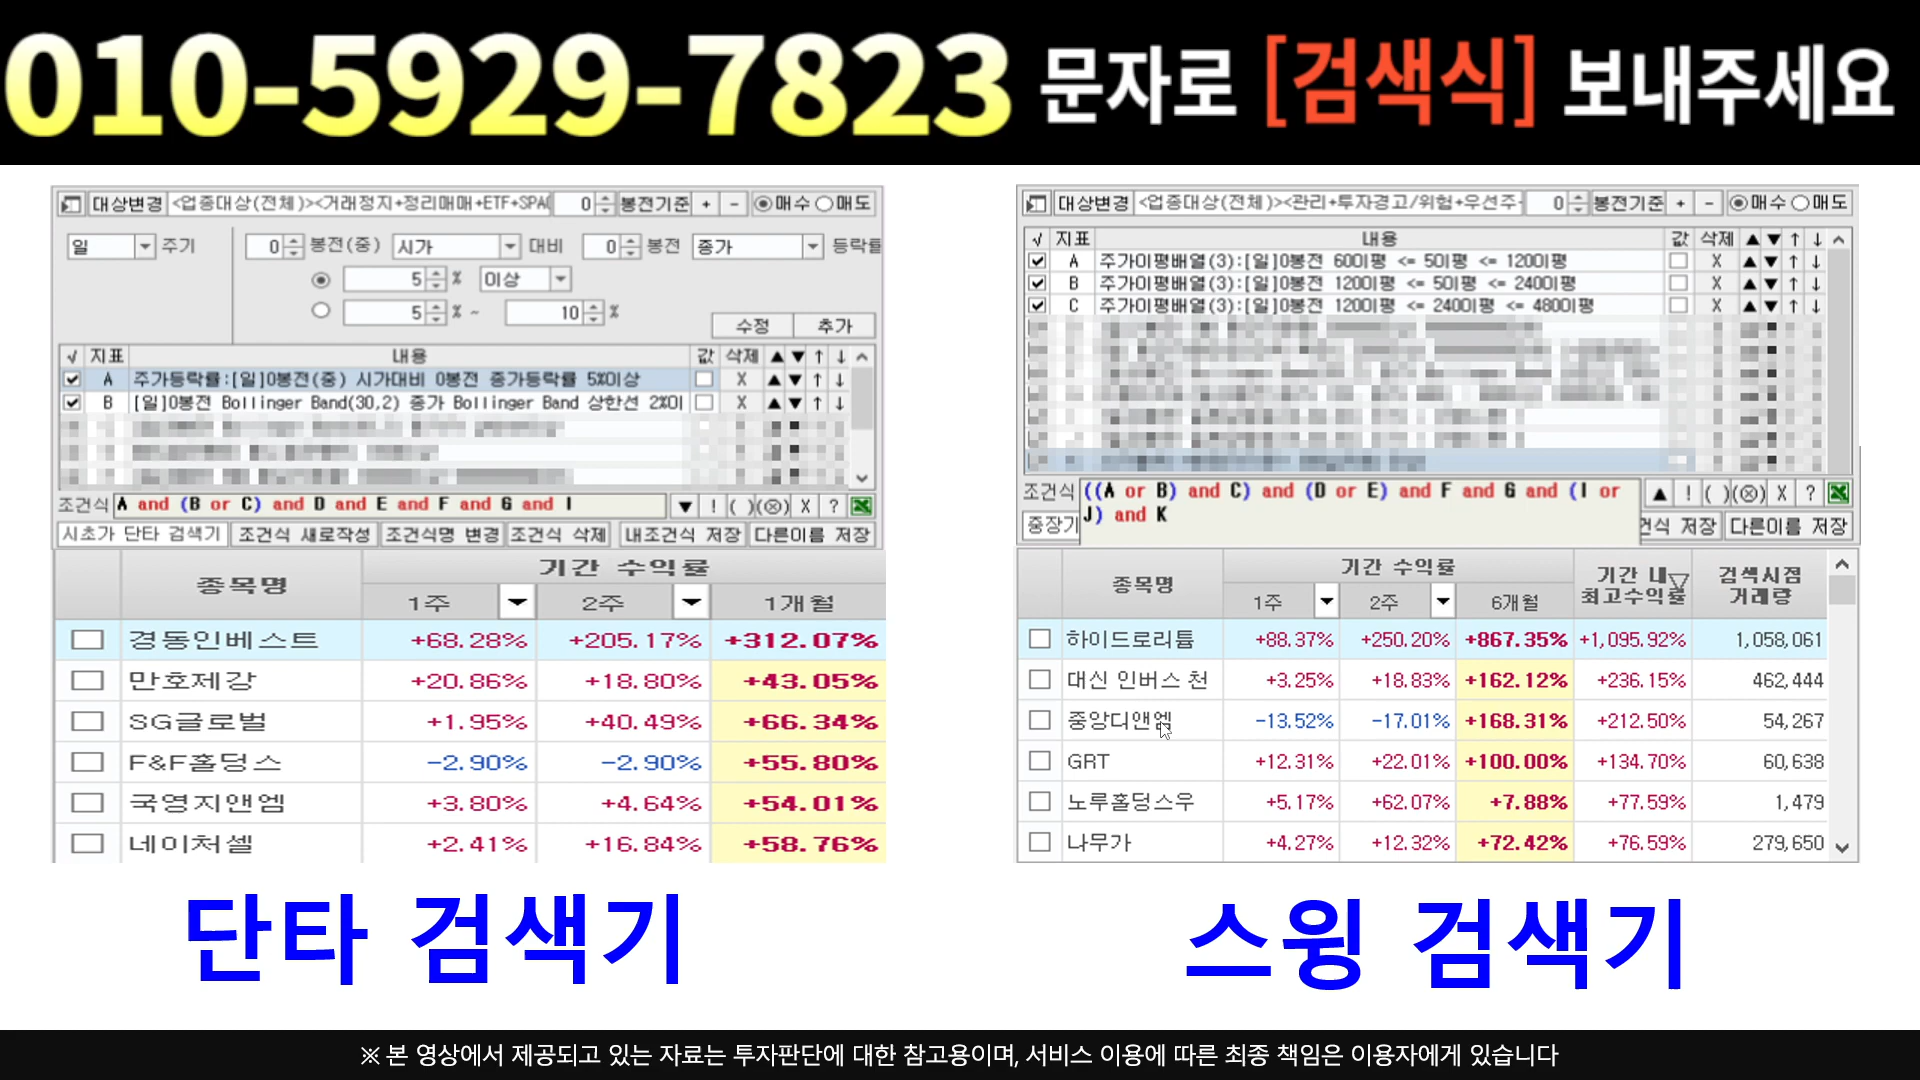 010-5929-7823 문자로 [검색식] 보내주세요
대상변경 <업종대상(전체)><거래정지+정리매매+ETF+SPA 0 봉전기준 + - 매수 매도
일 주기 0 봉전(중) 시가 대비 0 봉전 종가 등락률
5 % 이상
5 % ~ 10 %
수정 추가
√ 지표 내용 값 삭제 ▲ ▼ ↑ ↓
A 주가등락률:[일]0봉전(중) 시가대비 0봉전 종가등락률 5%이상 X ▲ ▼ ↑ ↓
B [일]0봉전 Bollinger Band(30,2) 종가 Bollinger Band 상한선 2%이 X ▲ ▼ ↑ ↓
조건식 A and (B or C) and D and E and F and G and I ▼ ! ( )(⊗) X ?
시초가 단타 검색기 조건식 새로작성 조건식명 변경 조건식 삭제 내조건식 저장 다른이름 저장
종목명 기간 수익률
1주 2주 1개월
경동인베스트 +68.28% +205.17% +312.07%
만호제강 +20.86% +18.80% +43.05%
SG글로벌 +1.95% +40.49% +66.34%
F&F홀딩스 -2.90% -2.90% +55.80%
국영지앤엠 +3.80% +4.64% +54.01%
네이처셀 +2.41% +16.84% +58.76%
단타 검색기
대상변경 <업종대상(전체)><관리+투자경고/위험+우선주+ 0 봉전기준 + - 매수 매도
√ 지표 내용 값 삭제 ▲ ▼ ↑ ↓
A 주가이평배열(3):[일]0봉전 60이평 <= 5이평 <= 120이평 X ▲ ▼ ↑ ↓
B 주가이평배열(3):[일]0봉전 120이평 <= 5이평 <= 240이평 X ▲ ▼ ↑ ↓
C 주가이평배열(3):[일]0봉전 120이평 <= 240이평 <= 480이평 X ▲ ▼ ↑ ↓
조건식 ((A or B) and C) and (D or E) and F and G and (I or J) and K ▲ ! ( )(⊗) X ?
중장기 건식 저장 다른이름 저장
종목명 기간 수익률 기간 내 최고수익률 검색시점 거래량
1주 2주 6개월
하이드로리튬 +88.37% +250.20% +867.35% +1,095.92% 1,058,061
대신 인버스 천 +3.25% +18.83% +162.12% +236.15% 462,444
중앙디앤엠 -13.52% -17.01% +168.31% +212.50% 54,267
GRT +12.31% +22.01% +100.00% +134.70% 60,638
노루홀딩스우 +5.17% +62.07% +7.88% +77.59% 1,479
나무가 +4.27% +12.32% +72.42% +76.59% 279,650
스윙 검색기
※ 본 영상에서 제공되고 있는 자료는 투자판단에 대한 참고용이며, 서비스 이용에 따른 최종 책임은 이용자에게 있습니다